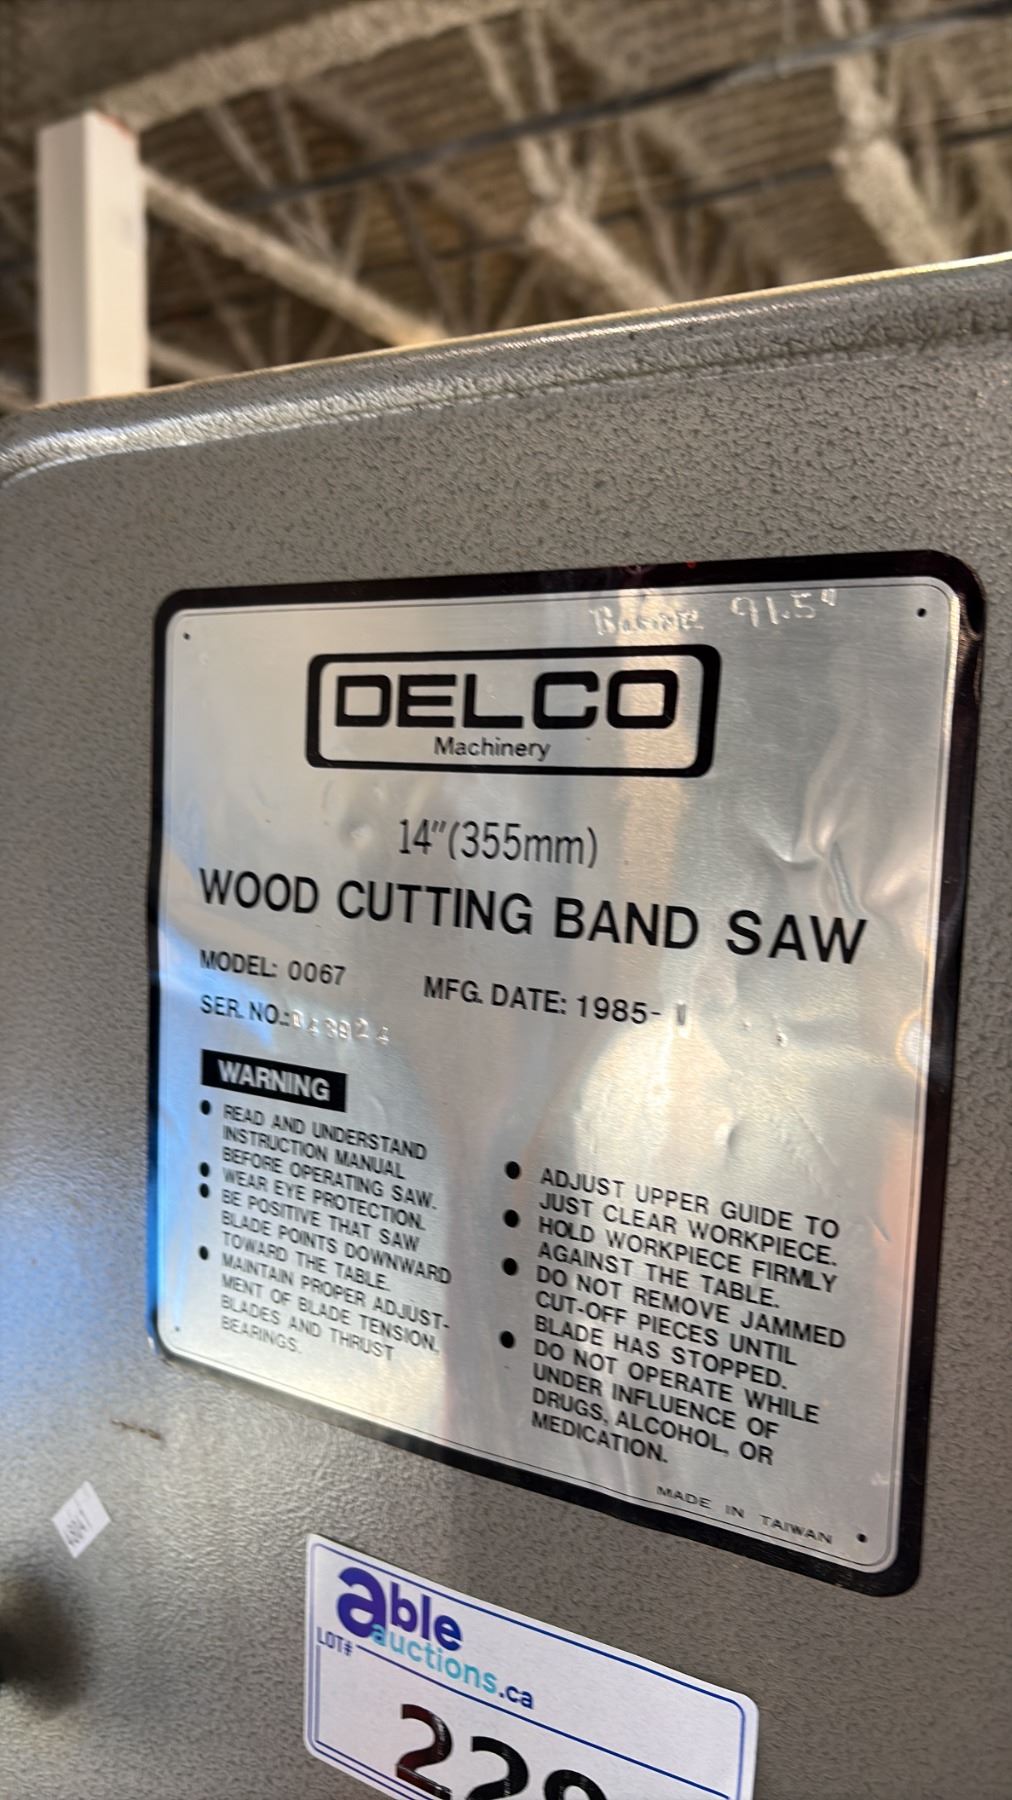 91.5"
DELCO
Machinery
14"(355mm)
WOOD CUTTING BAND SAW
MODEL: 0067
MFG. DATE: 1985-
SER. NO.:
WARNING
● READ AND UNDERSTAND
INSTRUCTION MANUAL
BEFORE OPERATING SAW.
● WEAR EYE PROTECTION.
● BE POSITIVE THAT SAW
BLADE POINTS DOWNWARD
TOWARD THE TABLE.
● MAINTAIN PROPER ADJUST-
MENT OF BLADE TENSION,
BLADES AND THRUST
BEARINGS.
● ADJUST UPPER GUIDE TO
JUST CLEAR WORKPIECE.
● HOLD WORKPIECE FIRMLY
AGAINST THE TABLE.
● DO NOT REMOVE JAMMED
CUT-OFF PIECES UNTIL
BLADE HAS STOPPED.
● DO NOT OPERATE WHILE
UNDER INFLUENCE OF
DRUGS, ALCOHOL, OR
MEDICATION.
MADE IN TAIWAN
able
auctions.ca
LOT#